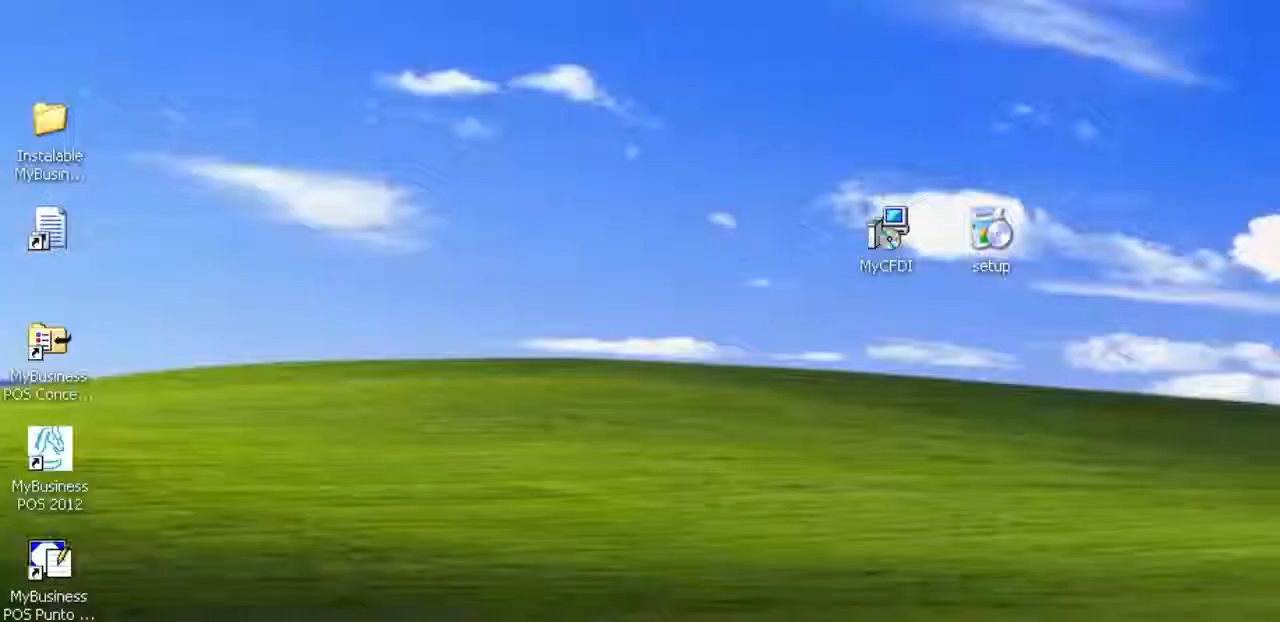 Instalable
MyBusin...
MyCFDI
setup
MyBusiness
POS Conce...
MyBusiness
POS 2012
MyBusiness
POS Punto ...